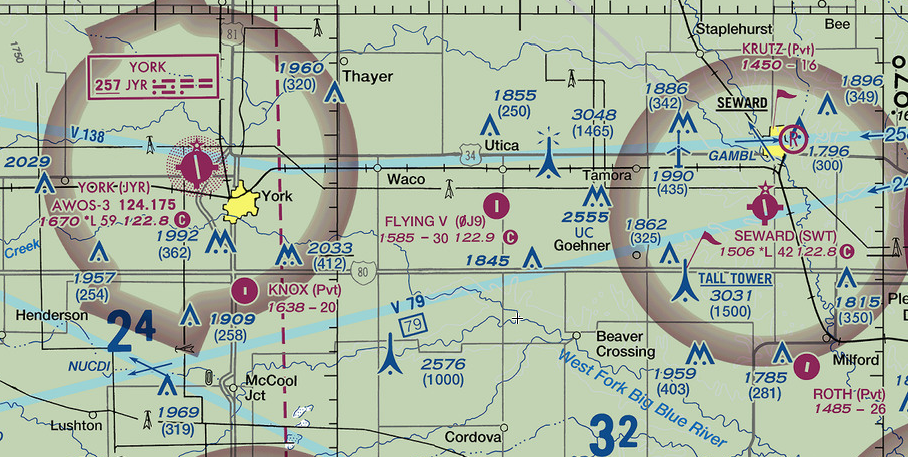 Staplehurst
Bee
81
1750
KRUTZ (Pvt)
1450 - 16
YORK
257 JYR
1960
(320)
Thayer
1855
(250)
3048
(1465)
1886
(342)
SEWARD
1896
(349)
V 138
34
Utica
GAMBL
1796
(300)
2029
Waco
Tamora
1990
(435)
YORK (JYR)
AWOS-3 124.175
1670 *L 59 122.8 C
York
FLYING V (ØJ9)
1585 - 30 122.9 C
2555
UC
Goehner
1862
(325)
SEWARD (SWT)
1506 *L 42 122.8 C
Creek
1992
(362)
2033
(412)
1845
1957
(254)
80
KNOX (Pvt)
1638 - 20
TALL TOWER
3031
(1500)
1815
(350)
Henderson
24
1909
(258)
V 79
79
NUCDI
2576
(1000)
Beaver
Crossing
West Fork Big Blue River
1959
(403)
1785
(281)
Milford
McCool
Jct
1969
(319)
Lushton
Cordova
32
ROTH (Pvt)
1485 - 26